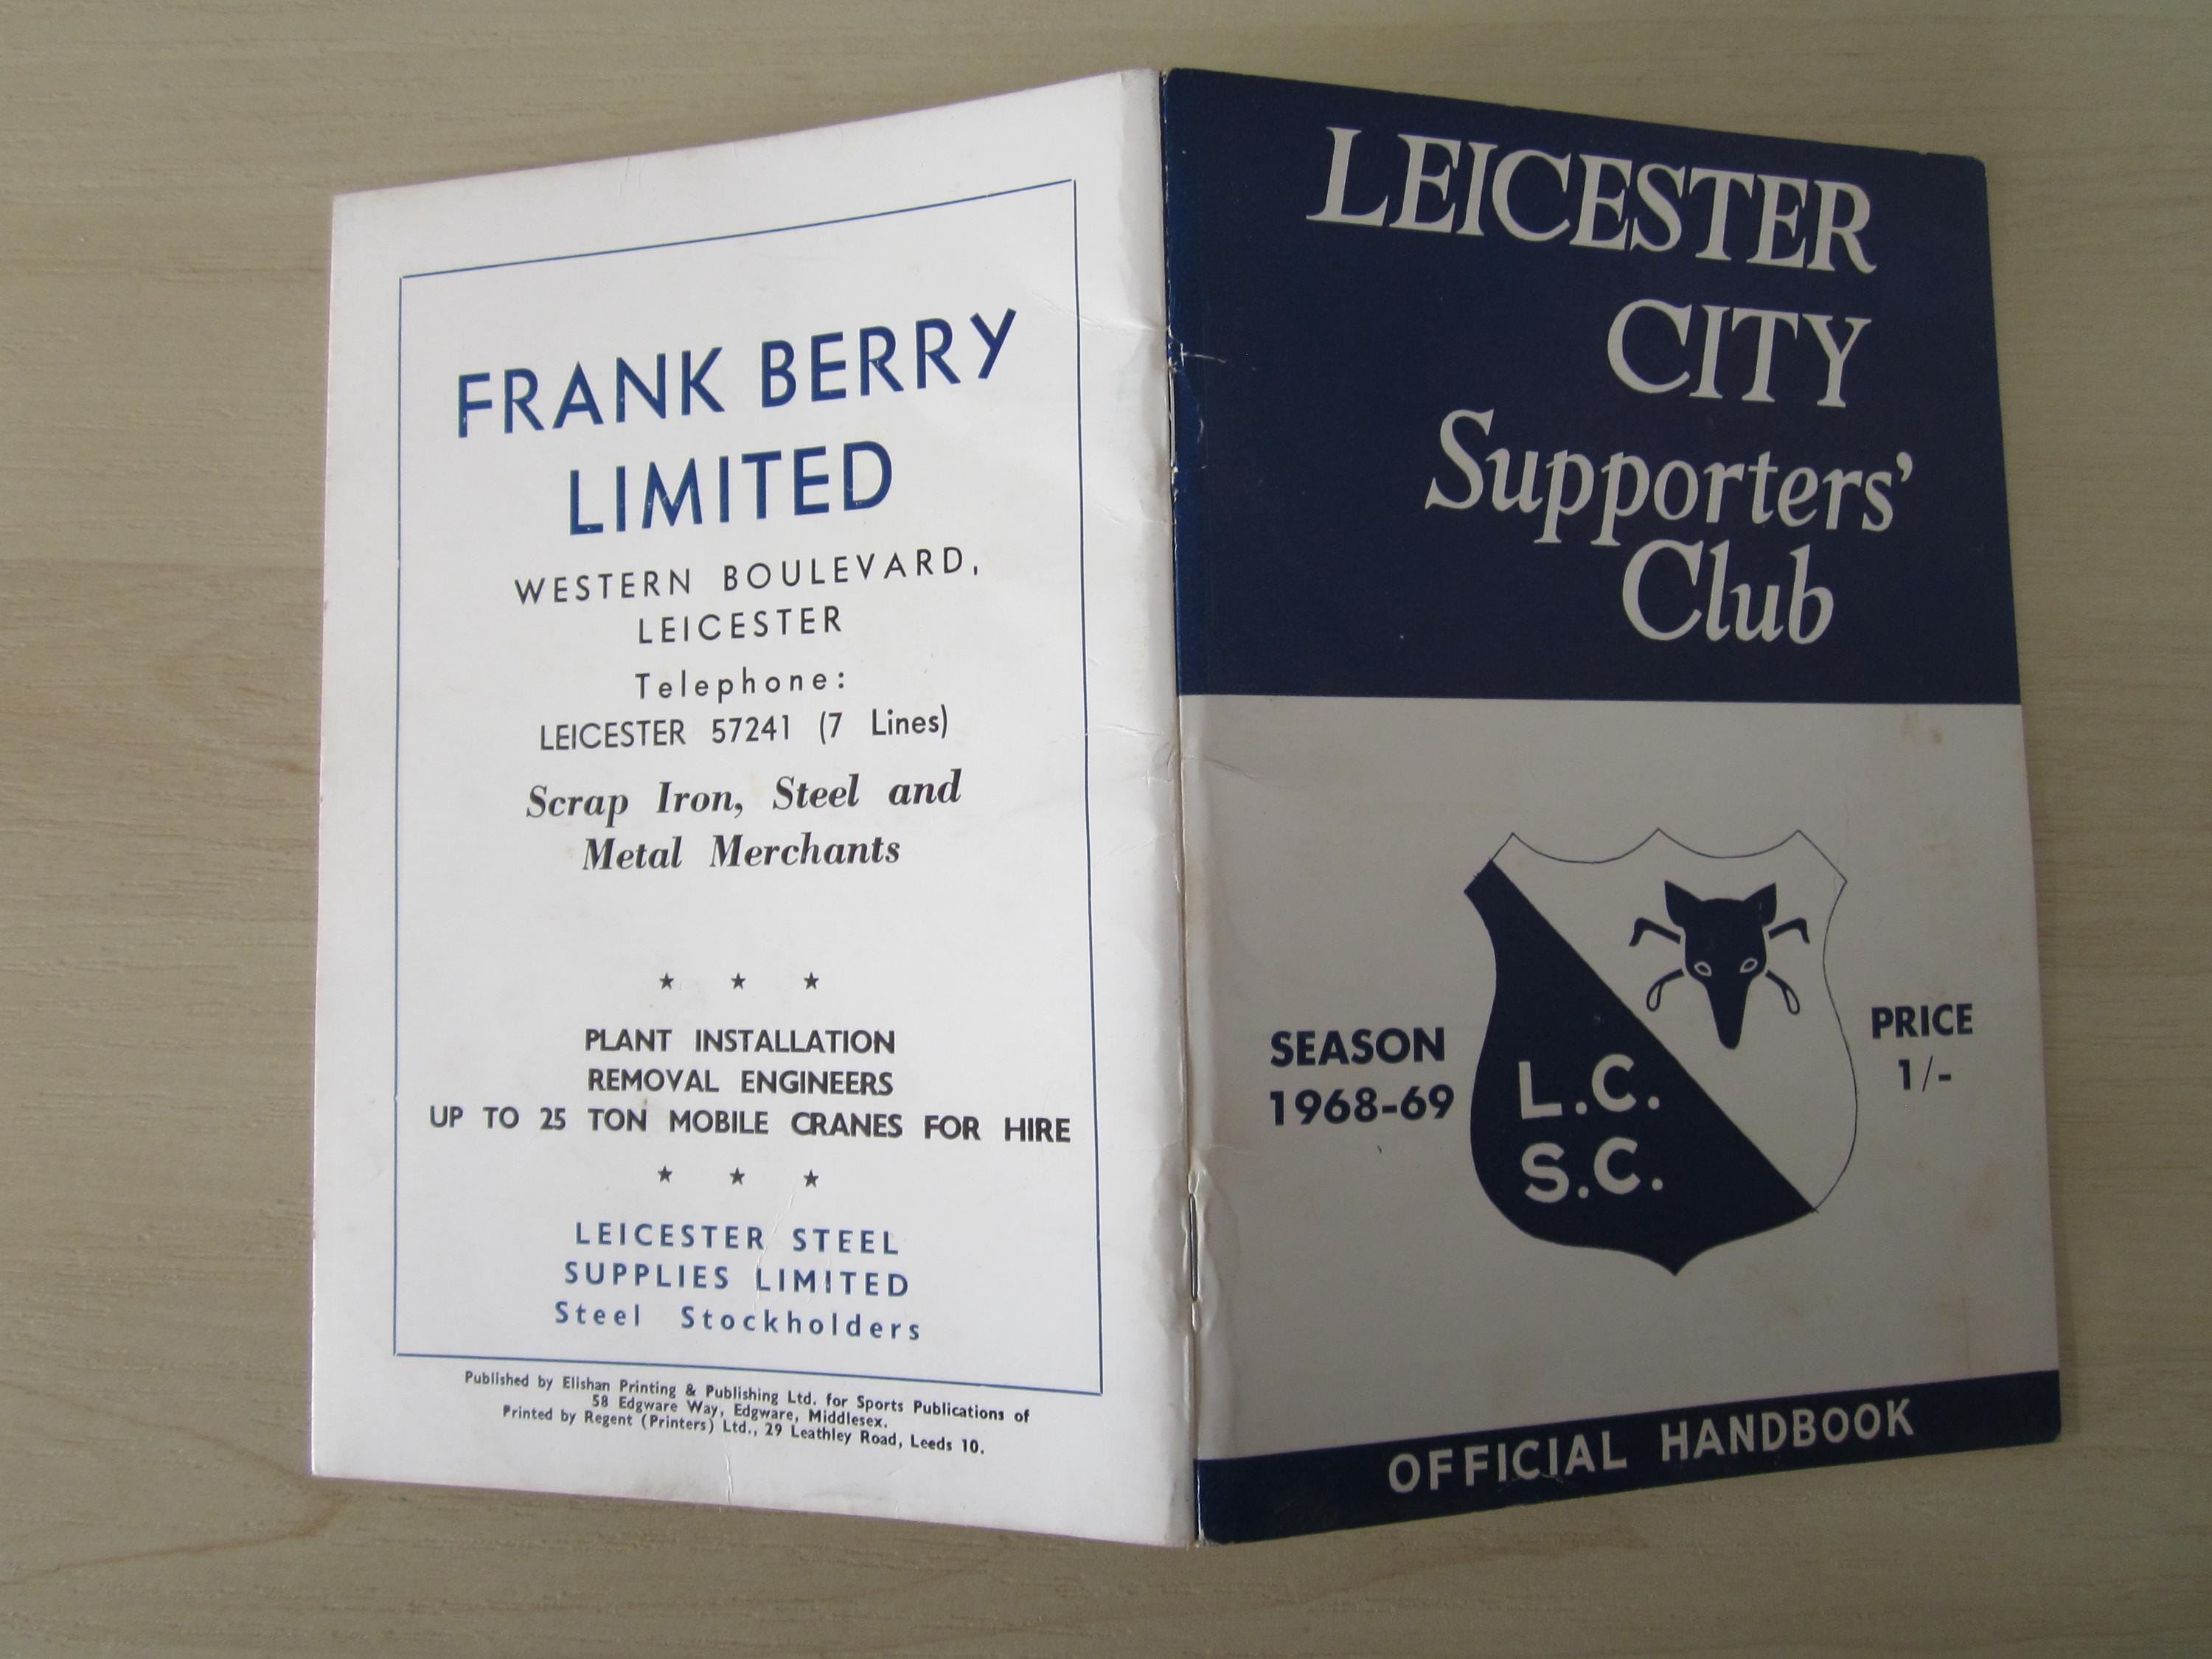 FRANK BERRY
LIMITED
WESTERN BOULEVARD,
LEICESTER
Telephone:
LEICESTER 57241 (7 Lines)
Scrap Iron, Steel and
Metal Merchants
★ ★ ★
PLANT INSTALLATION
REMOVAL ENGINEERS
UP TO 25 TON MOBILE CRANES FOR HIRE
★ ★ ★
LEICESTER STEEL
SUPPLIES LIMITED
Steel Stockholders
Published by Elishan Printing & Publishing Ltd. for Sports Publications of
58 Edgware Way, Edgware, Middlesex.
Printed by Regent (Printers) Ltd., 29 Leathley Road, Leeds 10.
LEICESTER
CITY
Supporters'
Club
SEASON
1968-69
L.C.
S.C.
PRICE
1/-
OFFICIAL HANDBOOK